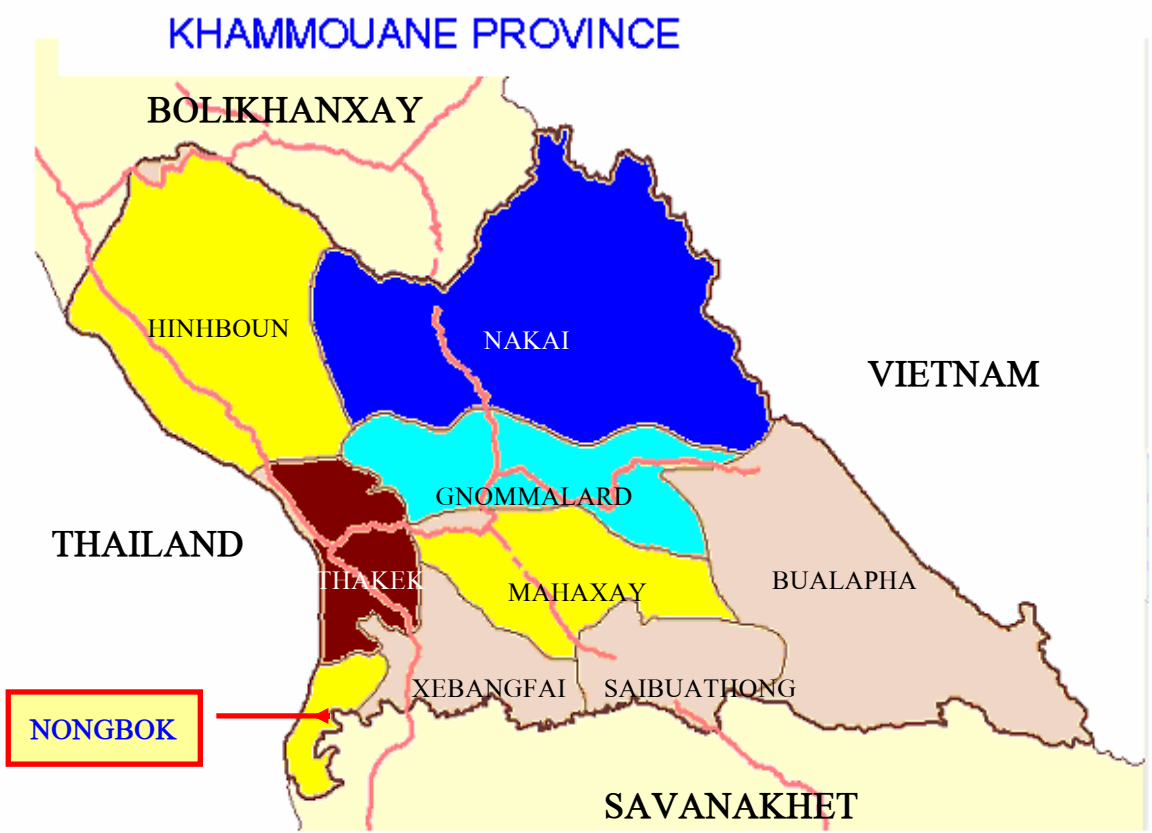 KHAMMOUANE PROVINCE
BOLIKHANXAY
HINHBOUN
NAKAI
VIETNAM
GNOMMALARD
THAILAND
THAKEK
MAHAXAY
BUALAPHA
XEBANGFAI
SAIBUATHONG
NONGBOK
SAVANAKHET